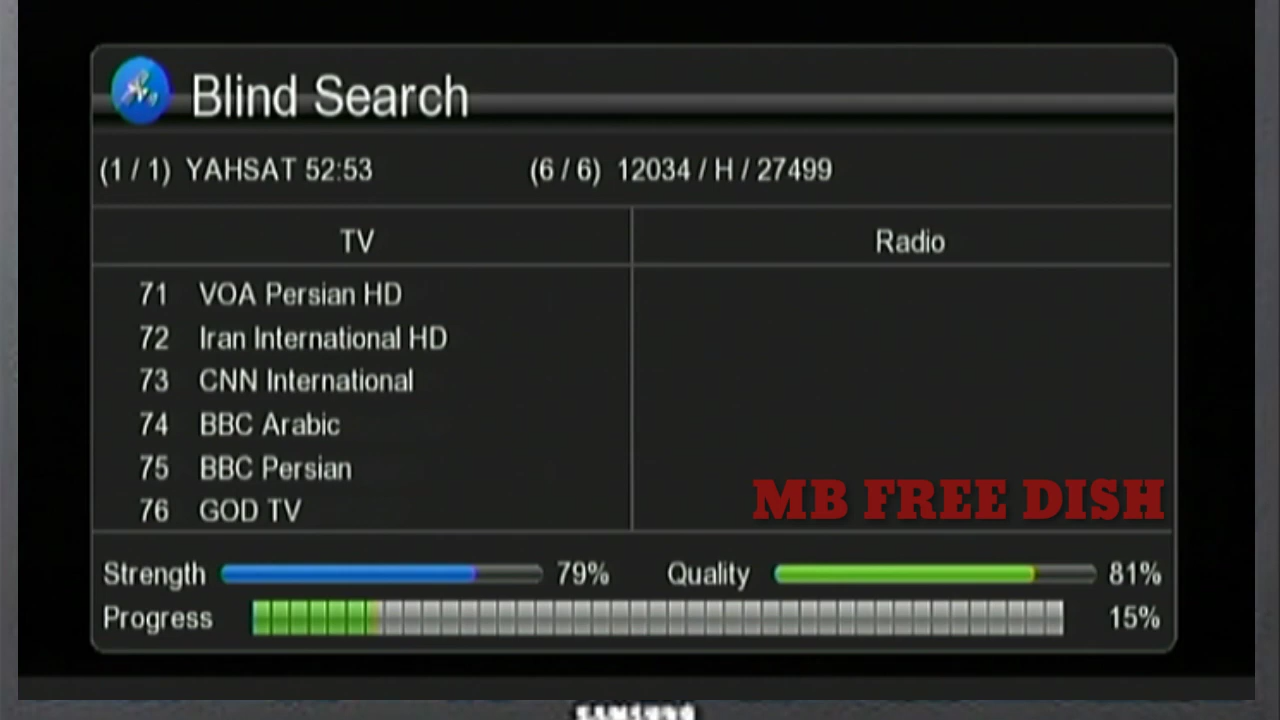 Blind Search
(1 / 1) YAHSAT 52:53 (6 / 6) 12034 / H / 27499
TV Radio
71 VOA Persian HD
72 Iran International HD
73 CNN International
74 BBC Arabic
75 BBC Persian
76 GOD TV
MB FREE DISH
Strength 79% Quality 81%
Progress 15%
SAMSUNG